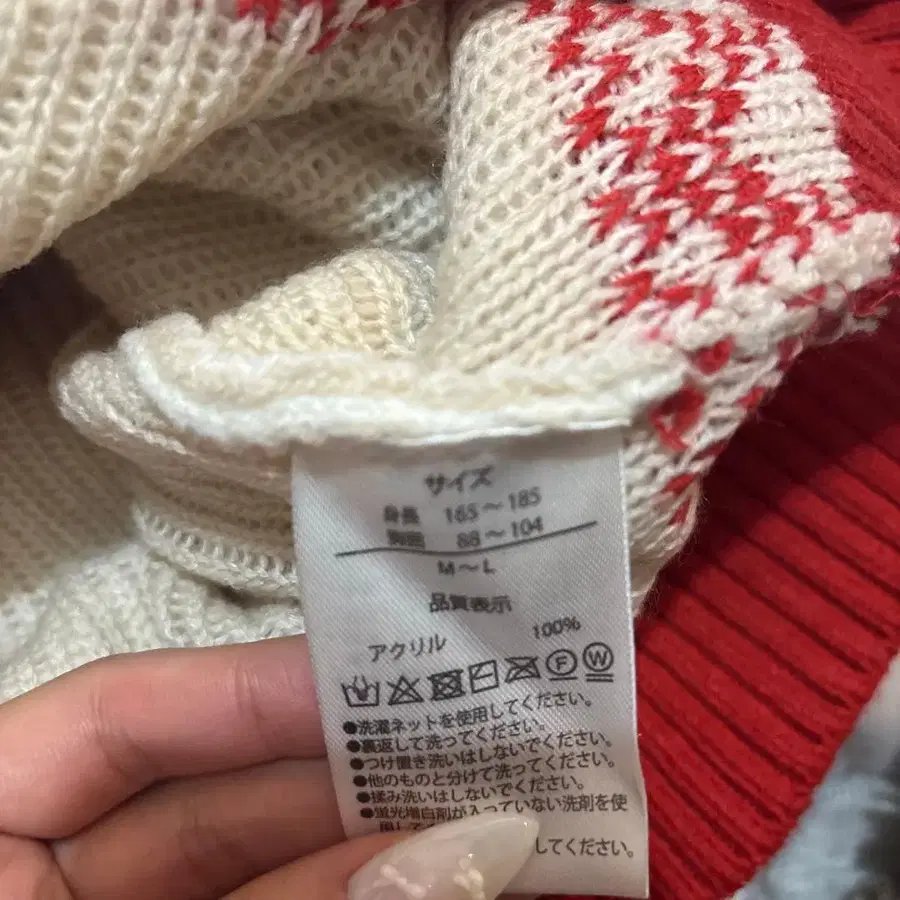 サイズ
身長 165～185
胸囲 88～104
M～L
品質表示
アクリル 100%
F W
●洗濯ネットを使用してください。
●裏返して洗ってください。
●つけ置き洗いはしないでください。
●他のものと分けて洗ってください。
●揉み洗いはしないでください。
●蛍光増白剤が入っていない洗剤を使
用して してください。